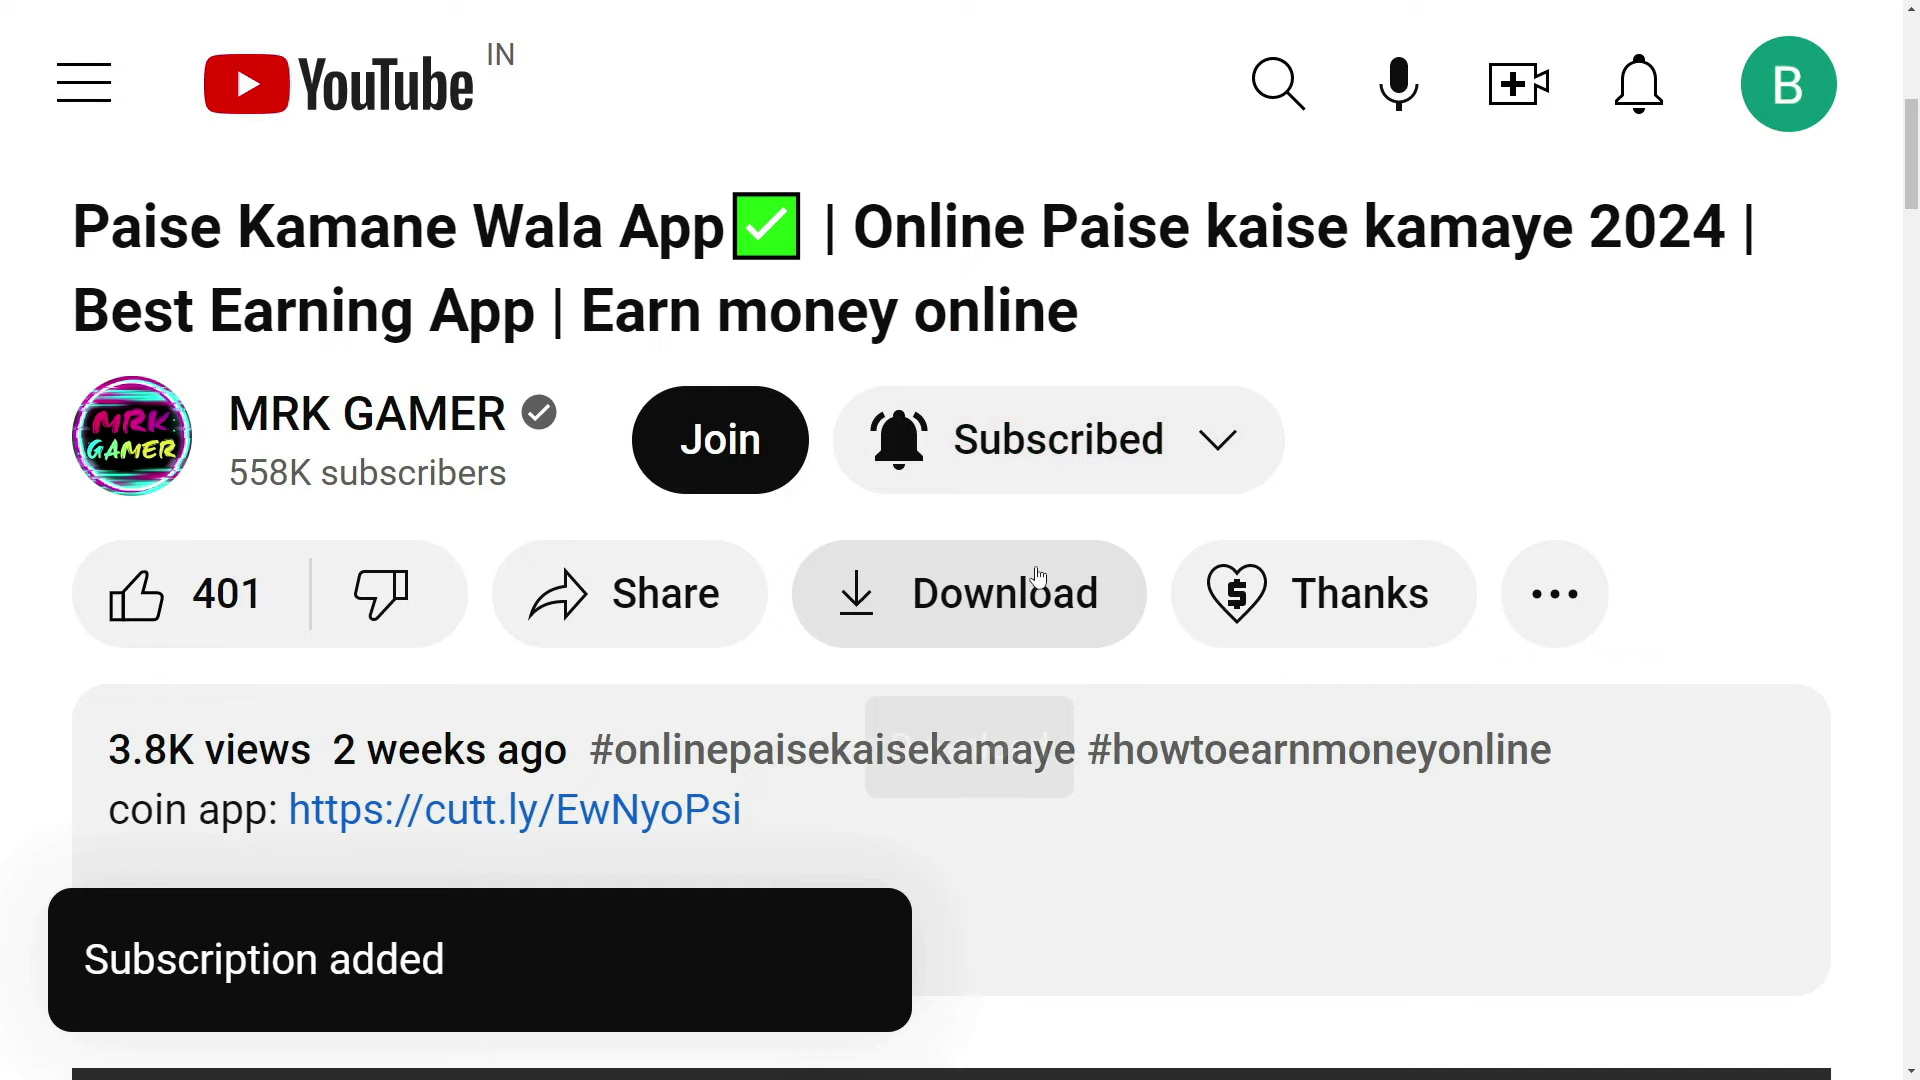 YouTube IN
B
Paise Kamane Wala App✅ | Online Paise kaise kamaye 2024 |
Best Earning App | Earn money online
MRK GAMER
MRK GAMER
558K subscribers
Join
Subscribed
401
Share
Download
Thanks
3.8K views 2 weeks ago #onlinepaisekaisekamaye #howtoearnmoneyonline
coin app: https://cutt.ly/EwNyoPsi
Subscription added